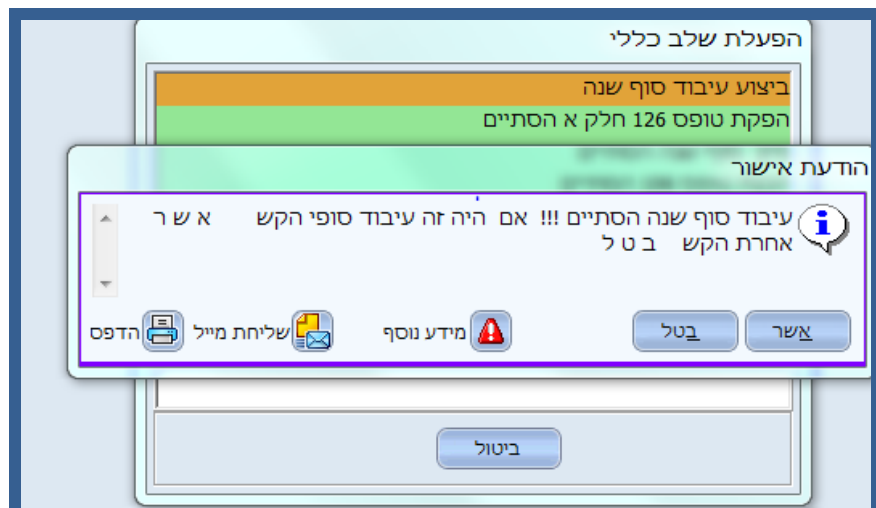 הפעלת שלב כללי
ביצוע עיבוד סוף שנה
הפקת טופס 126 חלק א הסתיים
הודעת אישור
עיבוד סוף שנה הסתיים !!! אם היה זה עיבוד סופי הקש א ש ר
אחרת הקש ב ט ל
אשר
בטל
מידע נוסף
שליחת מייל
הדפס
ביטול